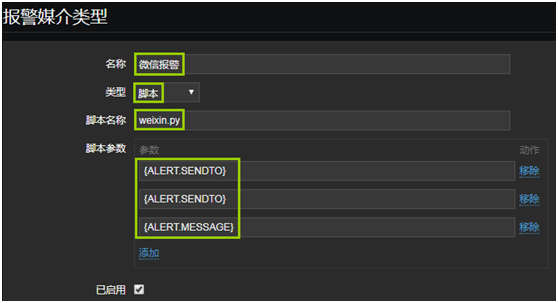 报警媒介类型
名称 微信报警
类型 脚本
脚本名称 weixin.py
脚本参数 参数 动作
{ALERT.SENDTO} 移除
{ALERT.SENDTO} 移除
{ALERT.MESSAGE} 移除
添加
已启用